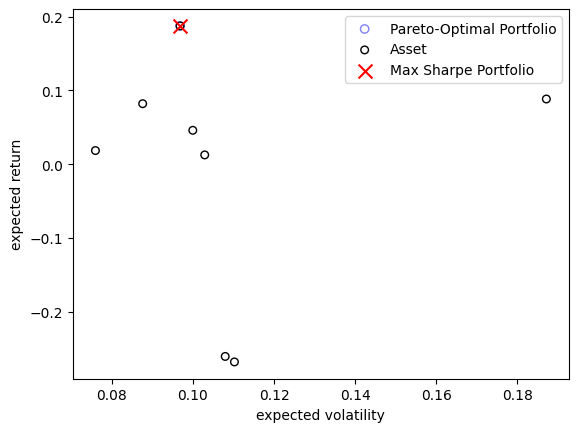 0.2
0.1
0.0
−0.1
−0.2
expected return
Pareto-Optimal Portfolio
Asset
Max Sharpe Portfolio
0.08 0.10 0.12 0.14 0.16 0.18
expected volatility